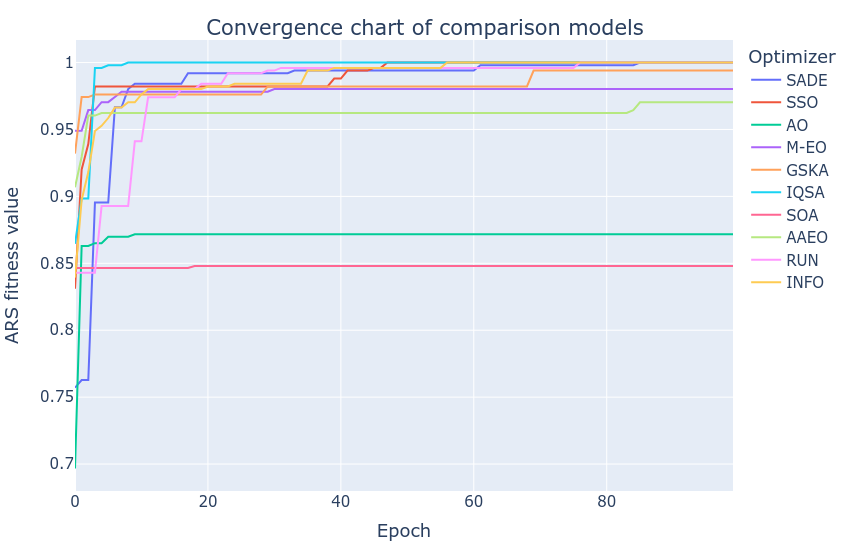 Convergence chart of comparison models
Optimizer
SADE
SSO
AO
M-EO
GSKA
IQSA
SOA
AAEO
RUN
INFO
ARS fitness value
1
0.95
0.9
0.85
0.8
0.75
0.7
0
20
40
60
80
Epoch